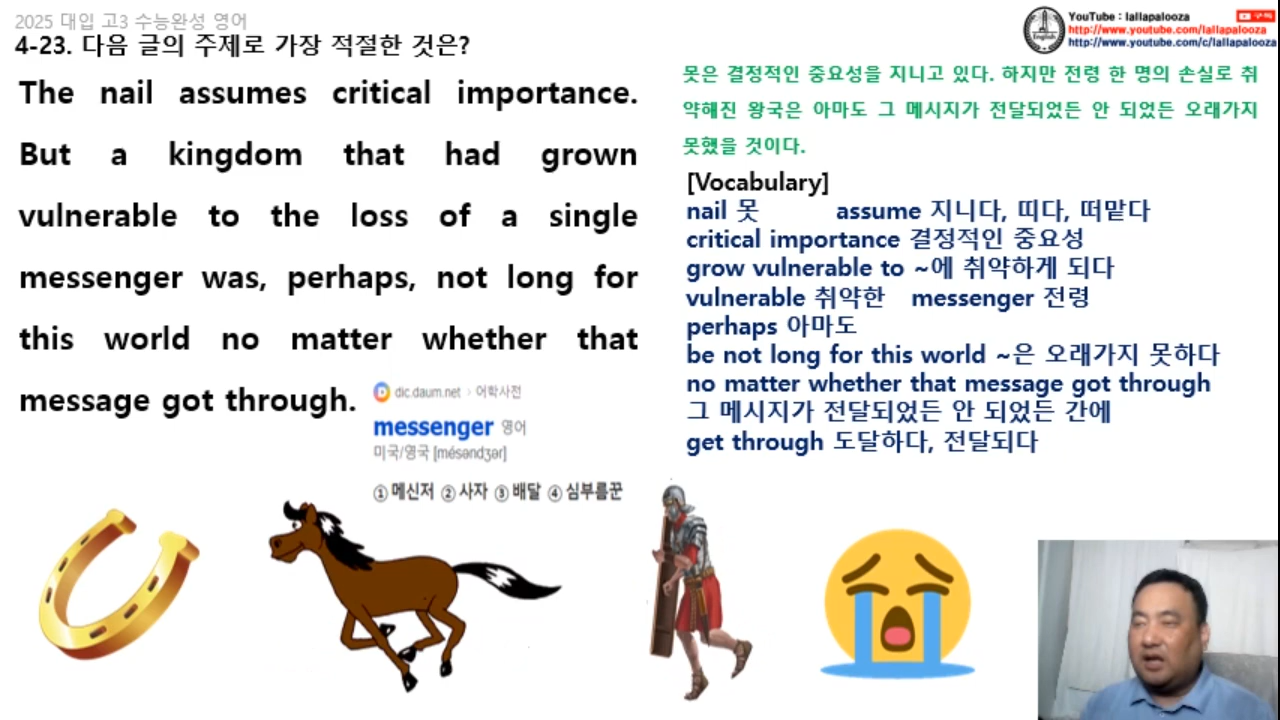 2025 대입 고3 수능완성 영어
4-23. 다음 글의 주제로 가장 적절한 것은?
The nail assumes critical importance.
But a kingdom that had grown
vulnerable to the loss of a single
messenger was, perhaps, not long for
this world no matter whether that
message got through.
dic.daum.net › 어학사전
messenger 영어
미국/영국 [mésəndʒər]
① 메신저 ② 사자 ③ 배달 ④ 심부름꾼
YouTube : lallapalooza
구독
http://www.youtube.com/lallapalooza
http://www.youtube.com/c/lallapalooza
English
못은 결정적인 중요성을 지니고 있다. 하지만 전령 한 명의 손실로 취
약해진 왕국은 아마도 그 메시지가 전달되었든 안 되었든 오래가지
못했을 것이다.
[Vocabulary]
nail 못 assume 지니다, 띠다, 떠맡다
critical importance 결정적인 중요성
grow vulnerable to ~에 취약하게 되다
vulnerable 취약한 messenger 전령
perhaps 아마도
be not long for this world ~은 오래가지 못하다
no matter whether that message got through
그 메시지가 전달되었든 안 되었든 간에
get through 도달하다, 전달되다